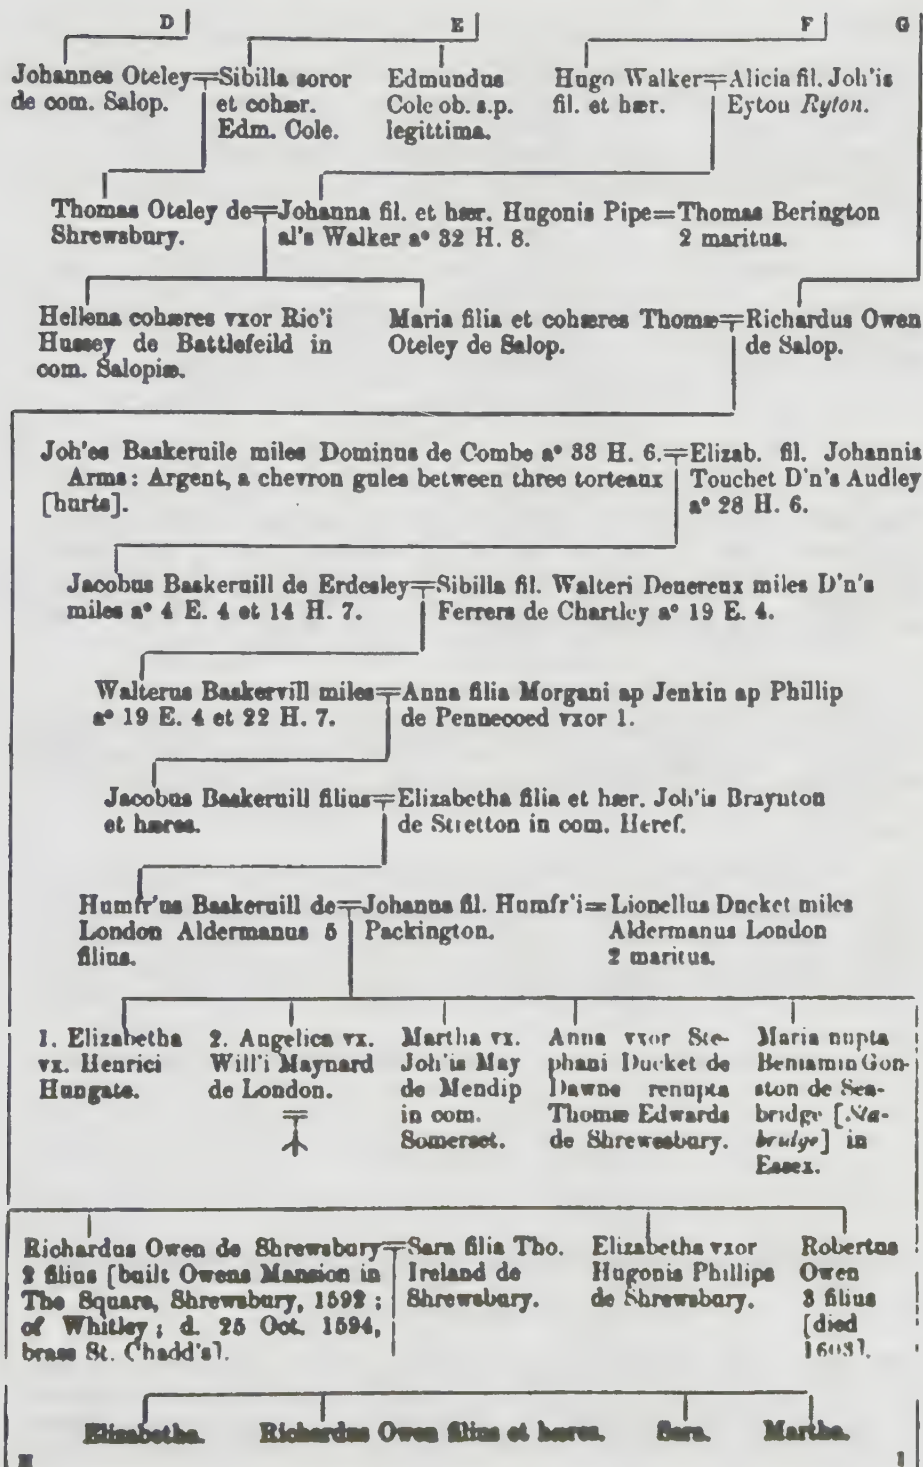 D E F G
Johannes Oteley
de com. Salop.
Sibilla soror
et cohær.
Edm. Cole.
Edmundus
Cole ob. s.p.
legittima.
Hugo Walker
fil. et hær.
Alicia fil. Joh'is
Eytou Ryton.
Thomas Oteley de
Shrewsbury.
Johanna fil. et hær. Hugonis Pipe
al's Walker aº 32 H. 8.
Thomas Berington
2 maritus.
Hellena cohæres vxor Ric'i
Hussey de Battlefeild in
com. Salopiæ.
Maria filia et cohæres Thomæ
Oteley de Salop.
Richardus Owen
de Salop.
Joh'es Baskeruile miles Dominus de Combe aº 33 H. 6.
Arms: Argent, a chevron gules between three torteaux
[hurts].
Elizab. fil. Johannis
Touchet D'n's Audley
aº 28 H. 6.
Jacobus Baskeruill de Erdesley
miles aº 4 E. 4 et 14 H. 7.
Sibilla fil. Walteri Deuereux miles D'n's
Ferrers de Chartley aº 19 E. 4.
Walterus Baskervill miles
aº 19 E. 4 et 22 H. 7.
Anna filia Morgani ap Jenkin ap Phillip
de Pennecoed vxor 1.
Jacobus Baskeruill filius
et hæres.
Elizabetha filia et hær. Joh'is Braynton
de Stretton in com. Heref.
Humfr'us Baskeruill de
London Aldermanus 5
filius.
Johanna fil. Humfr'i
Packington.
Lionellus Ducket miles
Aldermanus London
2 maritus.
1. Elizabetha
vx. Henrici
Hungate.
2. Angelica vx.
Will'i Maynard
de London.
Martha vx.
Joh'is May
de Mendip
in com.
Somerset.
Anna vxor Ste-
phani Ducket de
Dawne renupta
Thomæ Edwards
de Shrewesbury.
Maria nupta
Beniamin Gon-
ston de Sea-
bridge [Sta-
brulge] in
Essex.
Richardus Owen de Shrewsbury
2 filius [built Owens Mansion in
The Square, Shrewsbury, 1592;
of Whitley; d. 25 Oct. 1594,
brass St. Chadd's].
Sara filia Tho.
Ireland de
Shrewsbury.
Elizabetha vxor
Hugonis Phillips
de Shrewsbury.
Robertus
Owen
3 filius
[died
1603].
Elizabetha. Richardus Owen filius et hæres. Sara. Martha.
H I